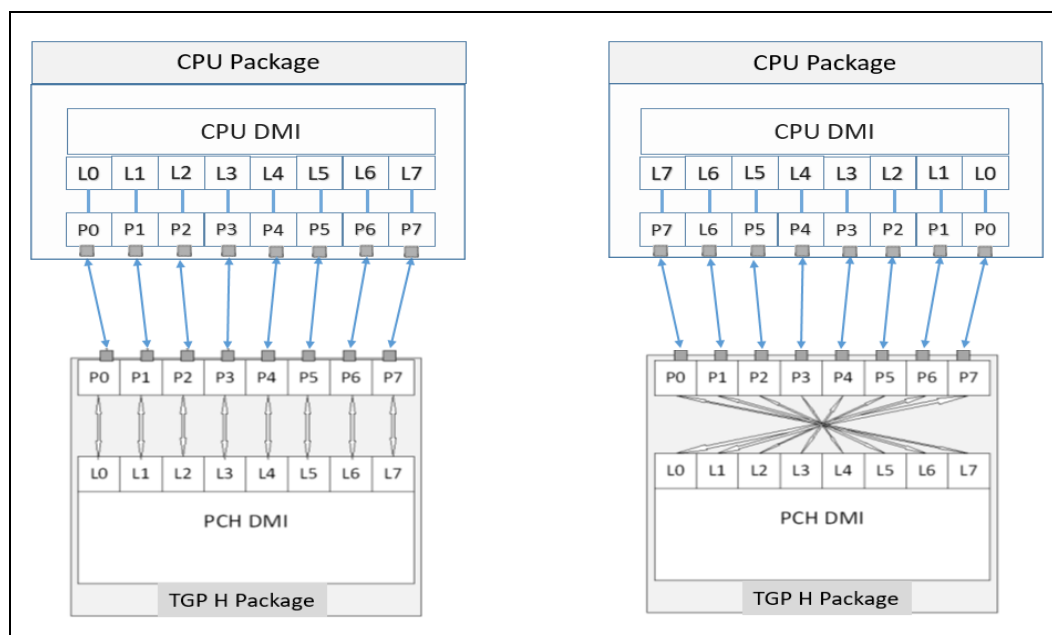 CPU Package
CPU DMI
L0 L1 L2 L3 L4 L5 L6 L7
P0 P1 P2 P3 P4 P5 P6 P7
P0 P1 P2 P3 P4 P5 P6 P7
L0 L1 L2 L3 L4 L5 L6 L7
PCH DMI
TGP H Package
CPU Package
CPU DMI
L7 L6 L5 L4 L3 L2 L1 L0
P7 L6 P5 P4 P3 P2 P1 P0
P0 P1 P2 P3 P4 P5 P6 P7
L0 L1 L2 L3 L4 L5 L6 L7
PCH DMI
TGP H Package